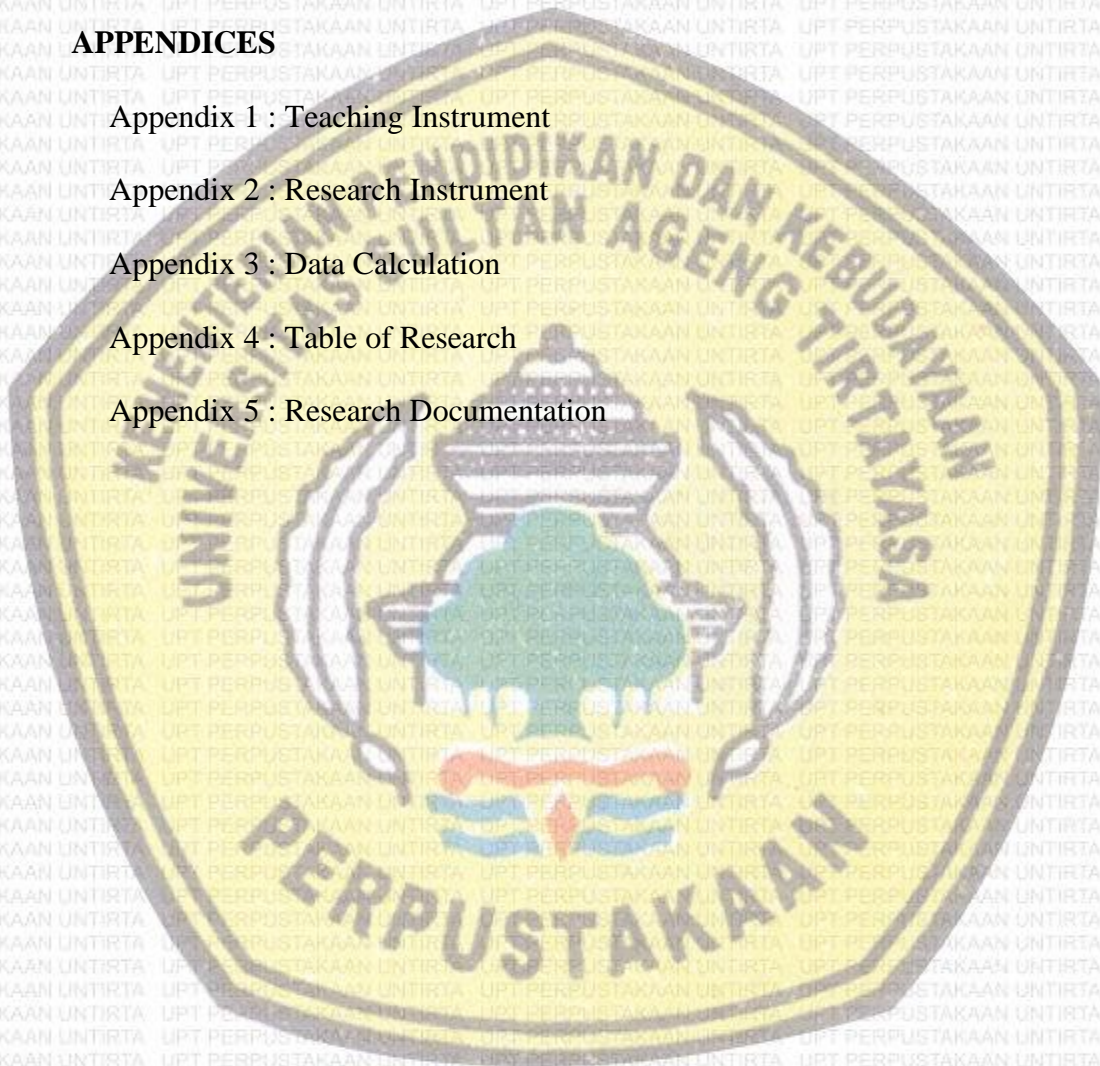 APPENDICES
Appendix 1 : Teaching Instrument
Appendix 2 : Research Instrument
Appendix 3 : Data Calculation
Appendix 4 : Table of Research
Appendix 5 : Research Documentation
KEMENTERIAN PENDIDIKAN DAN KEBUDAYAAN
UNIVERSITAS SULTAN AGENG TIRTAYASA
PERPUSTAKAAN